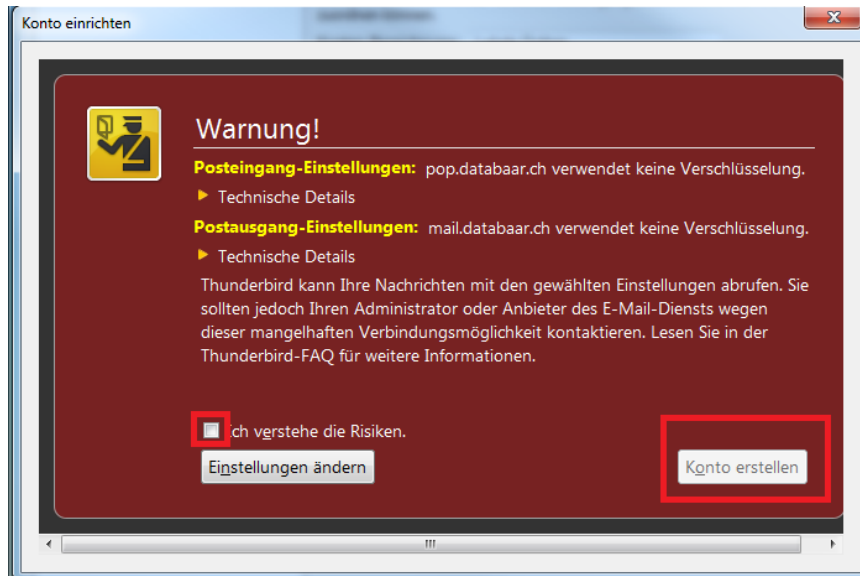 Konto einrichten
Warnung!
Posteingang-Einstellungen: pop.databaar.ch verwendet keine Verschlüsselung.
Technische Details
Postausgang-Einstellungen: mail.databaar.ch verwendet keine Verschlüsselung.
Technische Details
Thunderbird kann Ihre Nachrichten mit den gewählten Einstellungen abrufen. Sie
sollten jedoch Ihren Administrator oder Anbieter des E-Mail-Diensts wegen
dieser mangelhaften Verbindungsmöglichkeit kontaktieren. Lesen Sie in der
Thunderbird-FAQ für weitere Informationen.
Ich verstehe die Risiken.
Einstellungen ändern
Konto erstellen